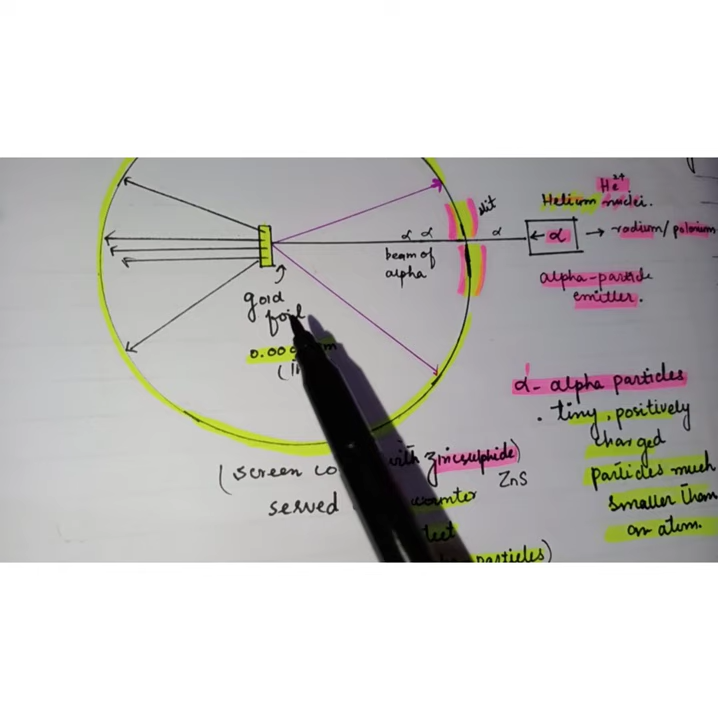 He²⁺
Helium nuclei.
slit
α α
α
← α
→ radium/polonium
beam of
alpha
alpha-particle
emitter.
gold
foil
0.00
α - alpha particles
. tiny, positively
charged
particles much
smaller than
an atom.
(screen with zincsulphide)
ZnS
served
particles)